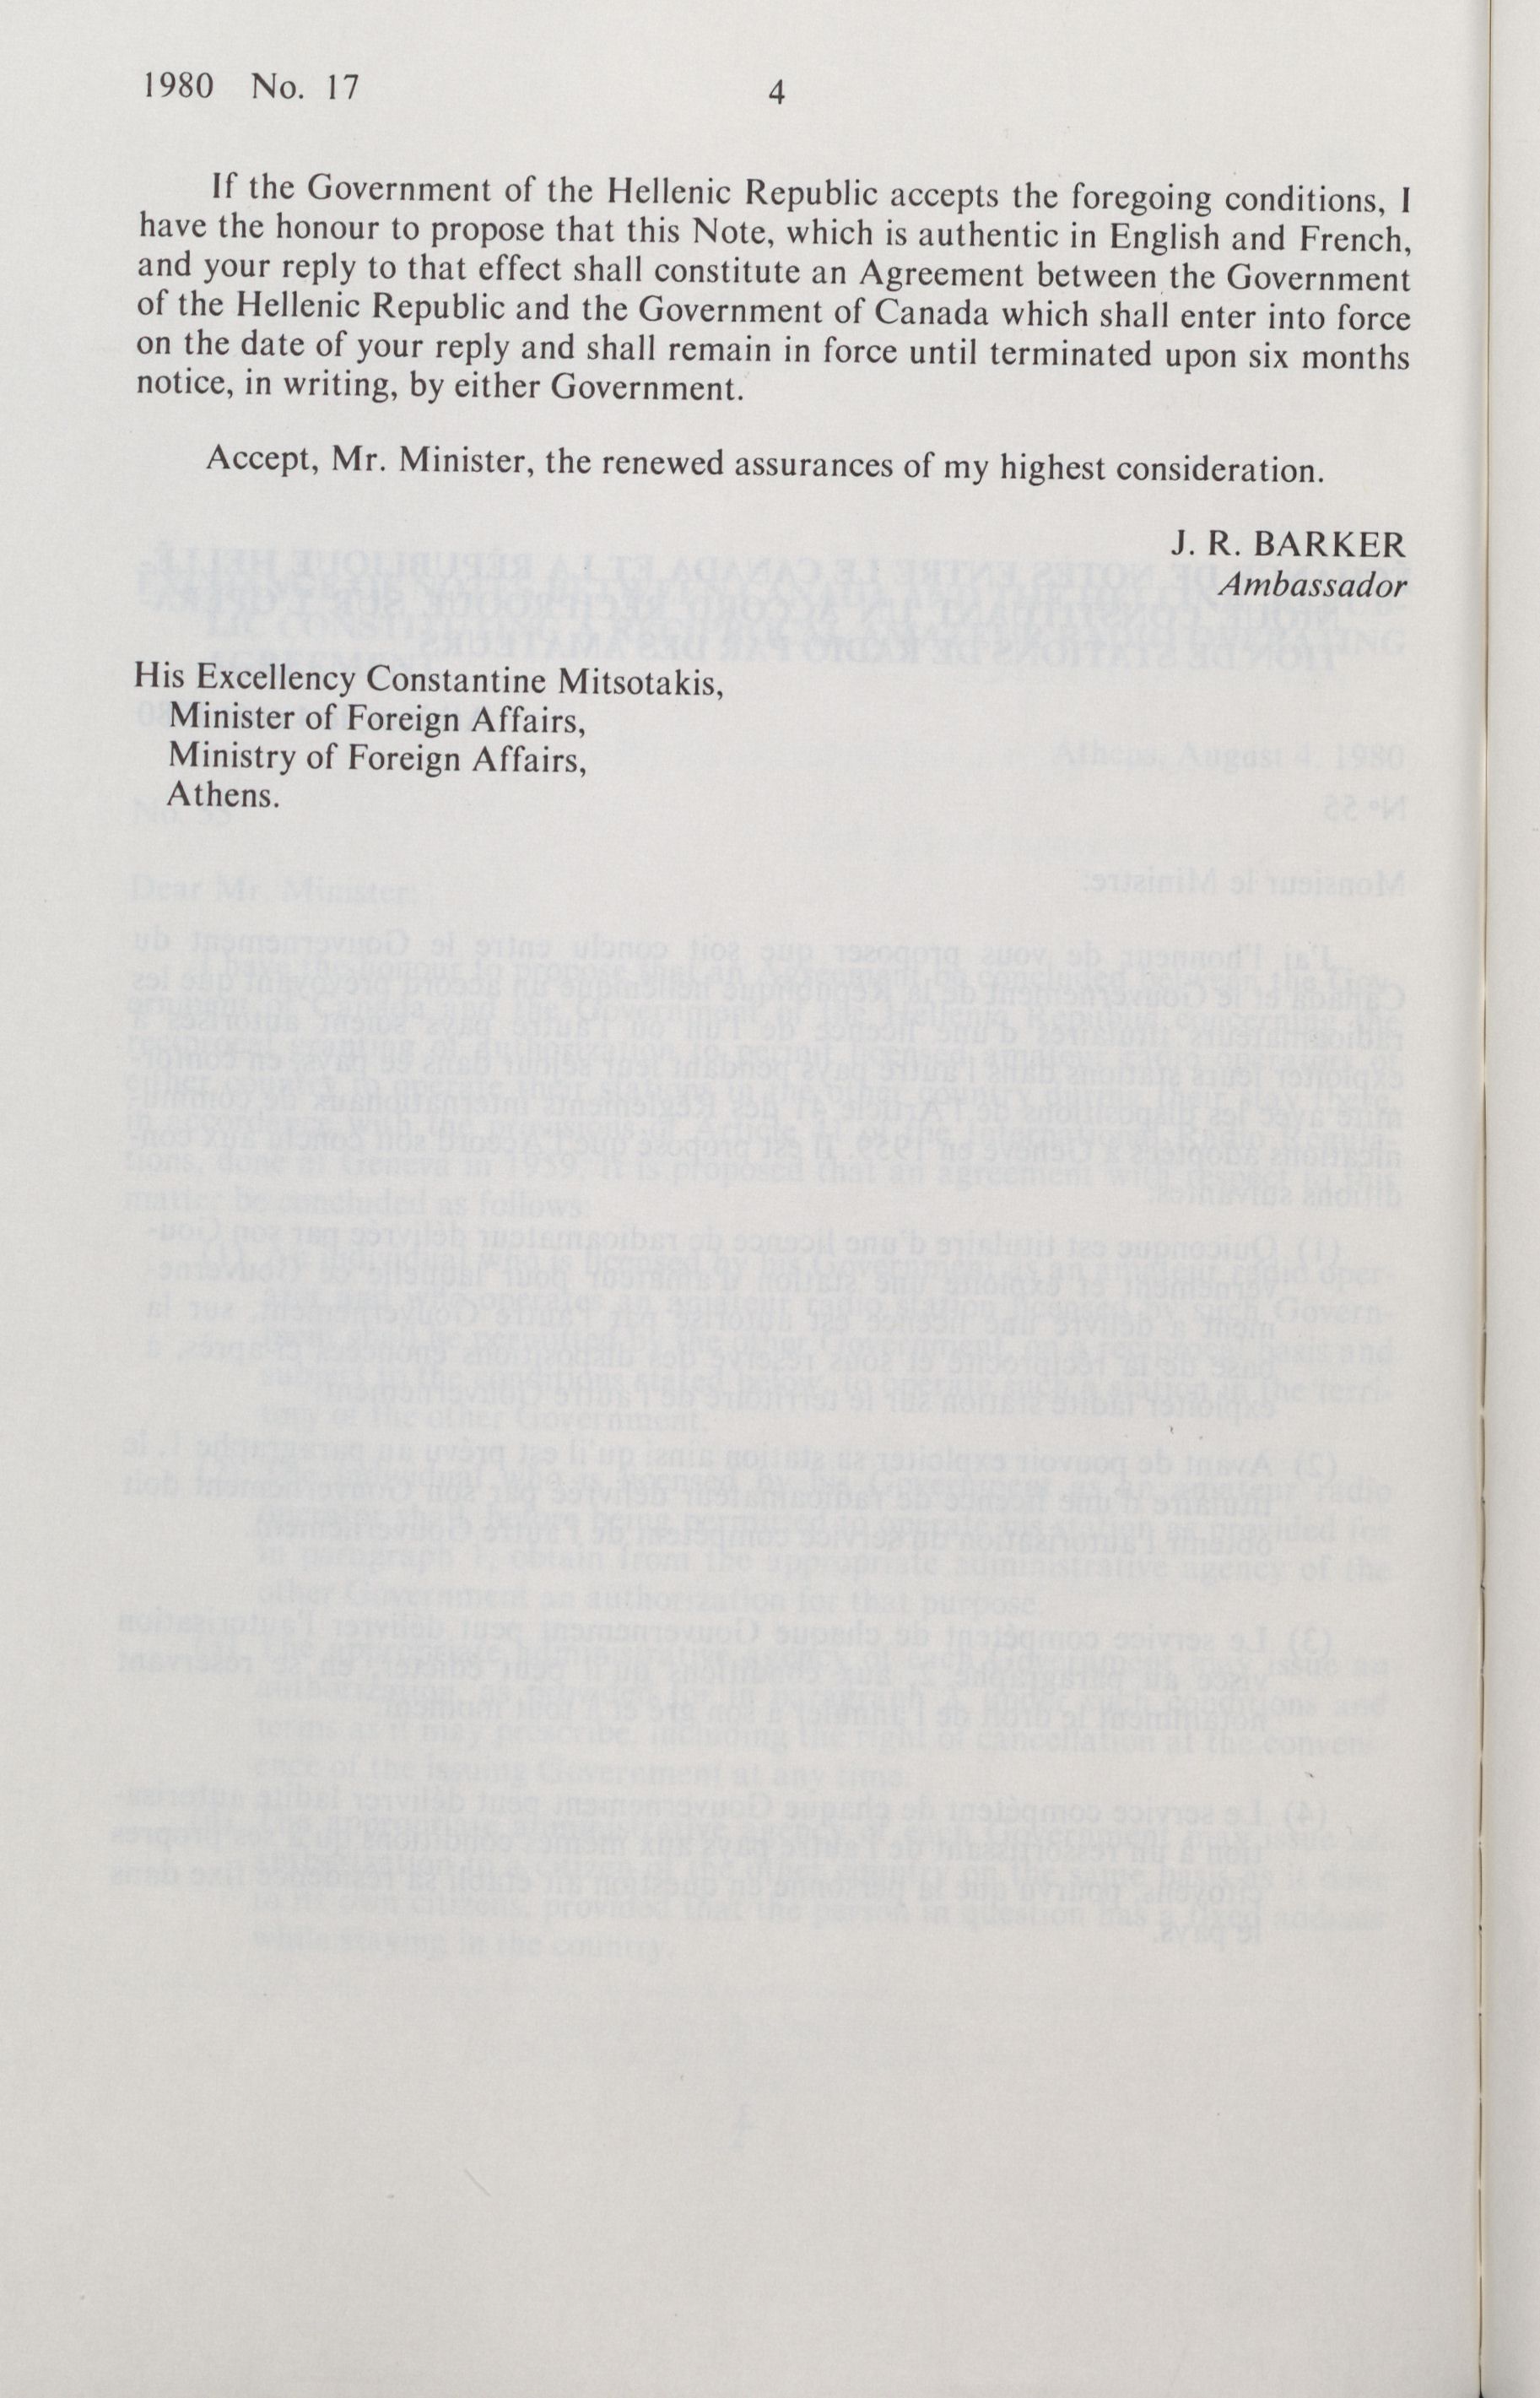 1980 No. 17
4
If the Government of the Hellenic Republic accepts the foregoing conditions, I
have the honour to propose that this Note, which is authentic in English and French,
and your reply to that effect shall constitute an Agreement between the Government
of the Hellenic Republic and the Government of Canada which shall enter into force
on the date of your reply and shall remain in force until terminated upon six months
notice, in writing, by either Government.
Accept, Mr. Minister, the renewed assurances of my highest consideration.
J. R. BARKER
Ambassador
His Excellency Constantine Mitsotakis,
Minister of Foreign Affairs,
Ministry of Foreign Affairs,
Athens.